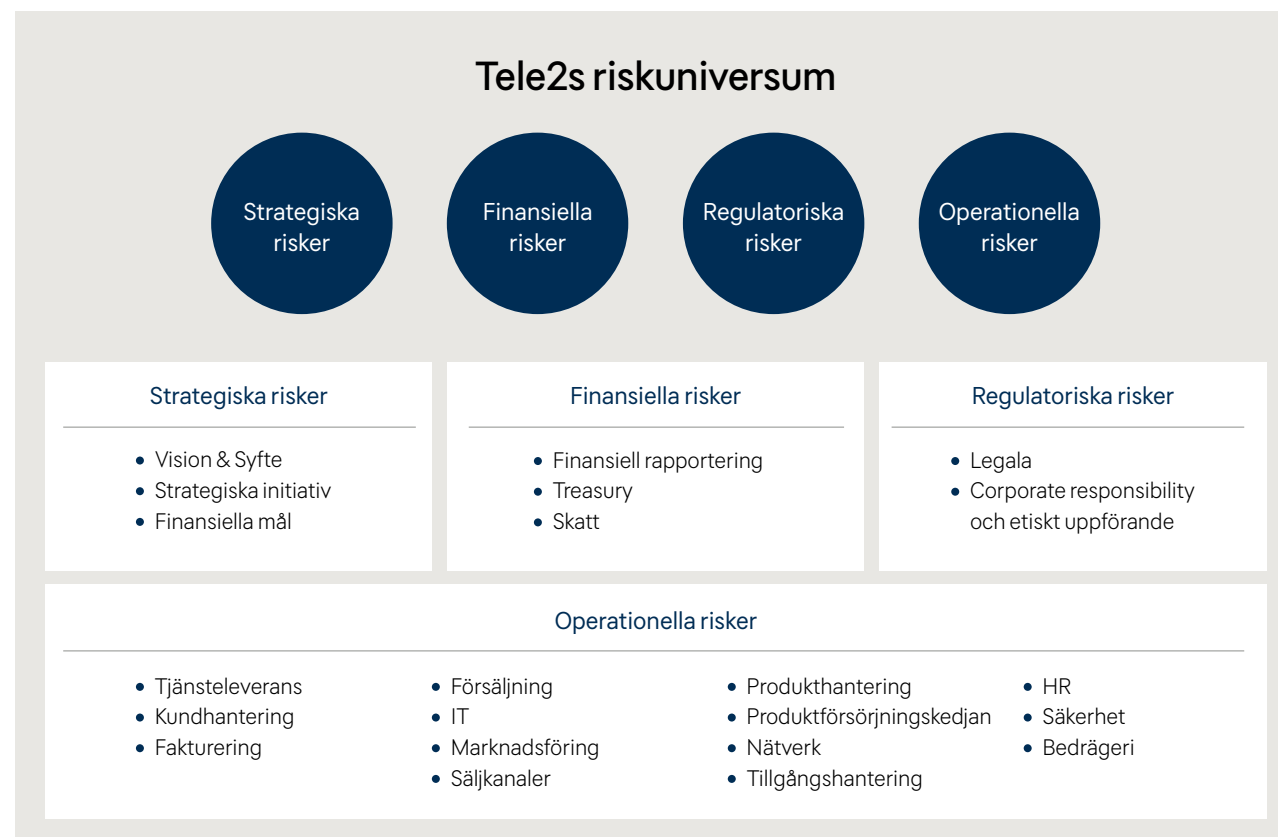 Tele2s riskuniversum
Strategiska
risker
Finansiella
risker
Regulatoriska
risker
Operationella
risker
Strategiska risker
• Vision & Syfte
• Strategiska initiativ
• Finansiella mål
Finansiella risker
• Finansiell rapportering
• Treasury
• Skatt
Regulatoriska risker
• Legala
• Corporate responsibility
och etiskt uppförande
Operationella risker
• Tjänsteleverans
• Kundhantering
• Fakturering
• Försäljning
• IT
• Marknadsföring
• Säljkanaler
• Produkthantering
• Produktförsörjningskedjan
• Nätverk
• Tillgångshantering
• HR
• Säkerhet
• Bedrägeri